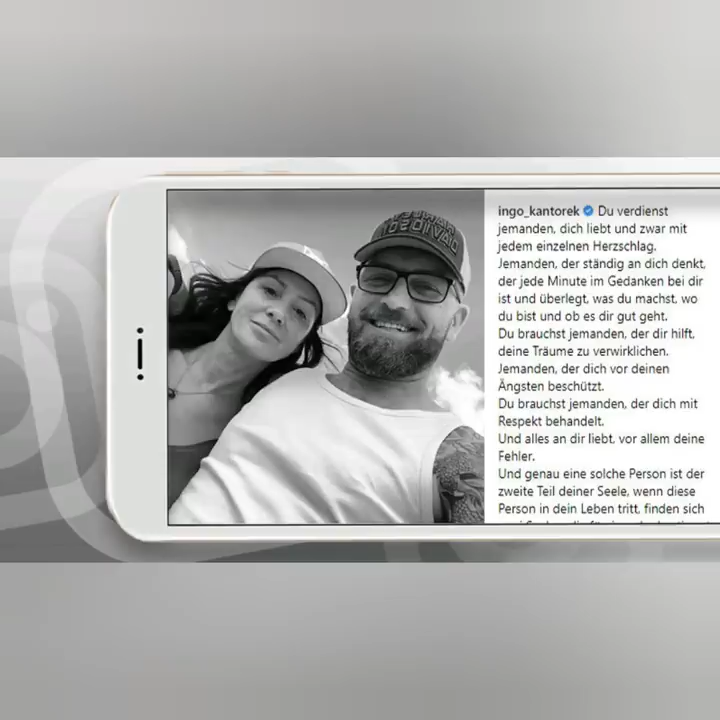 ingo_kantorek Du verdienst
jemanden, dich liebt und zwar mit
jedem einzelnen Herzschlag.
Jemanden, der ständig an dich denkt,
der jede Minute im Gedanken bei dir
ist und überlegt, was du machst, wo
du bist und ob es dir gut geht.
Du brauchst jemanden, der dir hilft,
deine Träume zu verwirklichen.
Jemanden, der dich vor deinen
Ängsten beschützt.
Du brauchst jemanden, der dich mit
Respekt behandelt.
Und alles an dir liebt, vor allem deine
Fehler.
Und genau eine solche Person ist der
zweite Teil deiner Seele, wenn diese
Person in dein Leben tritt, finden sich